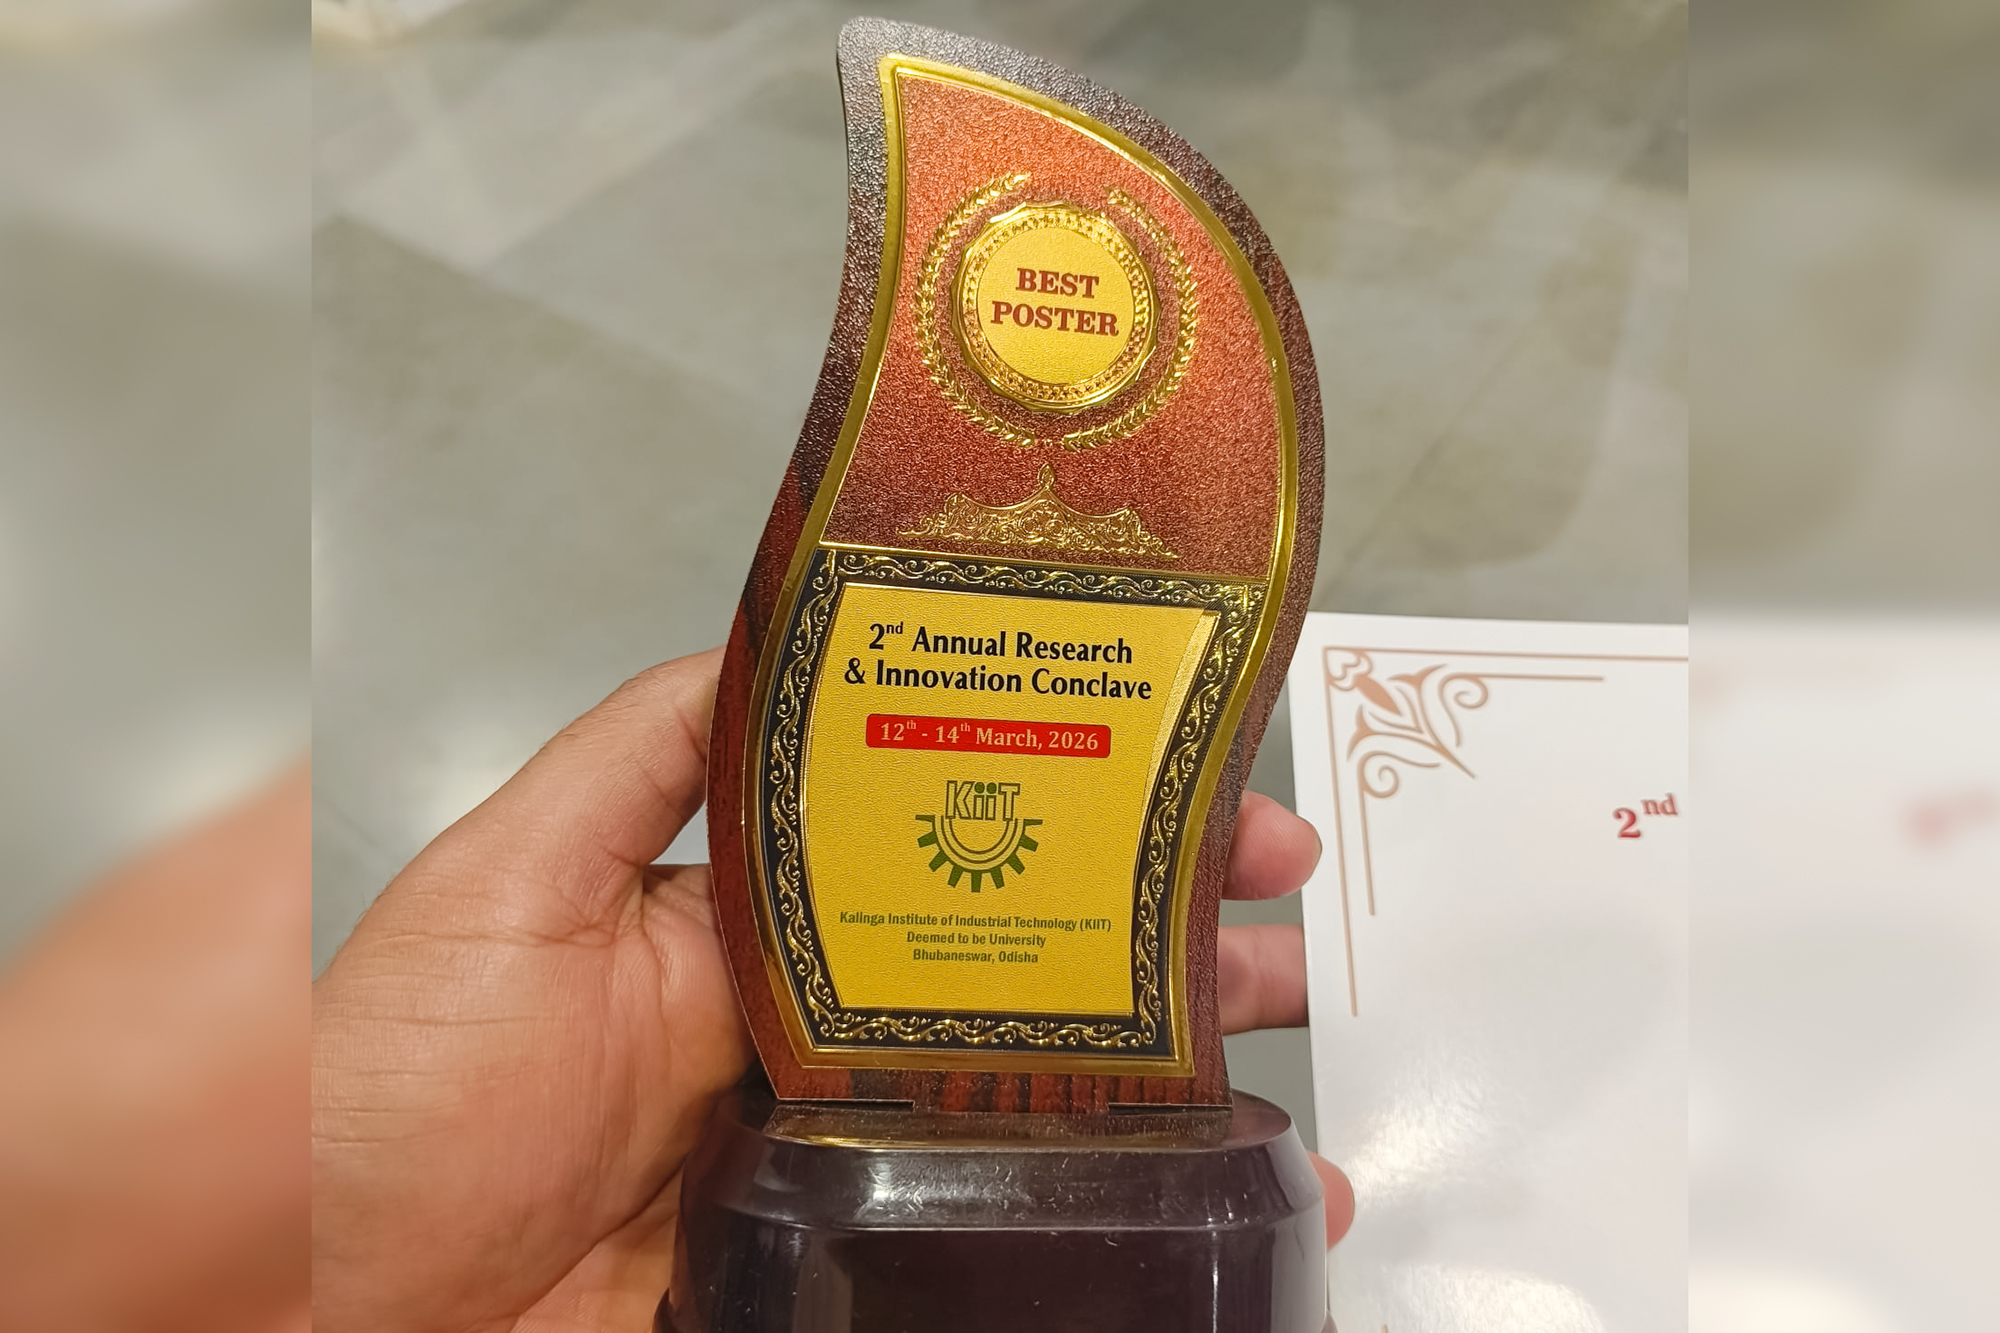 BEST
POSTER
2nd Annual Research
& Innovation Conclave
12th - 14th March, 2026
KiiT
Kalinga Institute of Industrial Technology (KIIT)
Deemed to be University
Bhubaneswar, Odisha
2nd